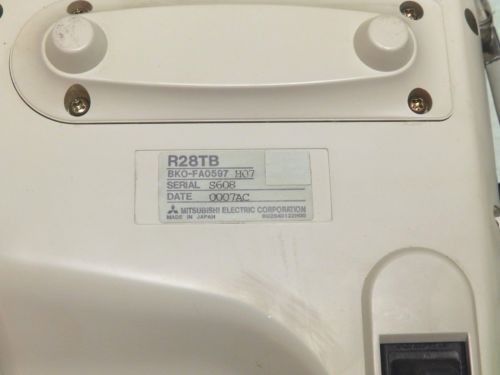 R28TB
BKO-FA0597 H07
SERIAL S608
DATE 0007AC
MITSUBISHI ELECTRIC CORPORATION
MADE IN JAPAN